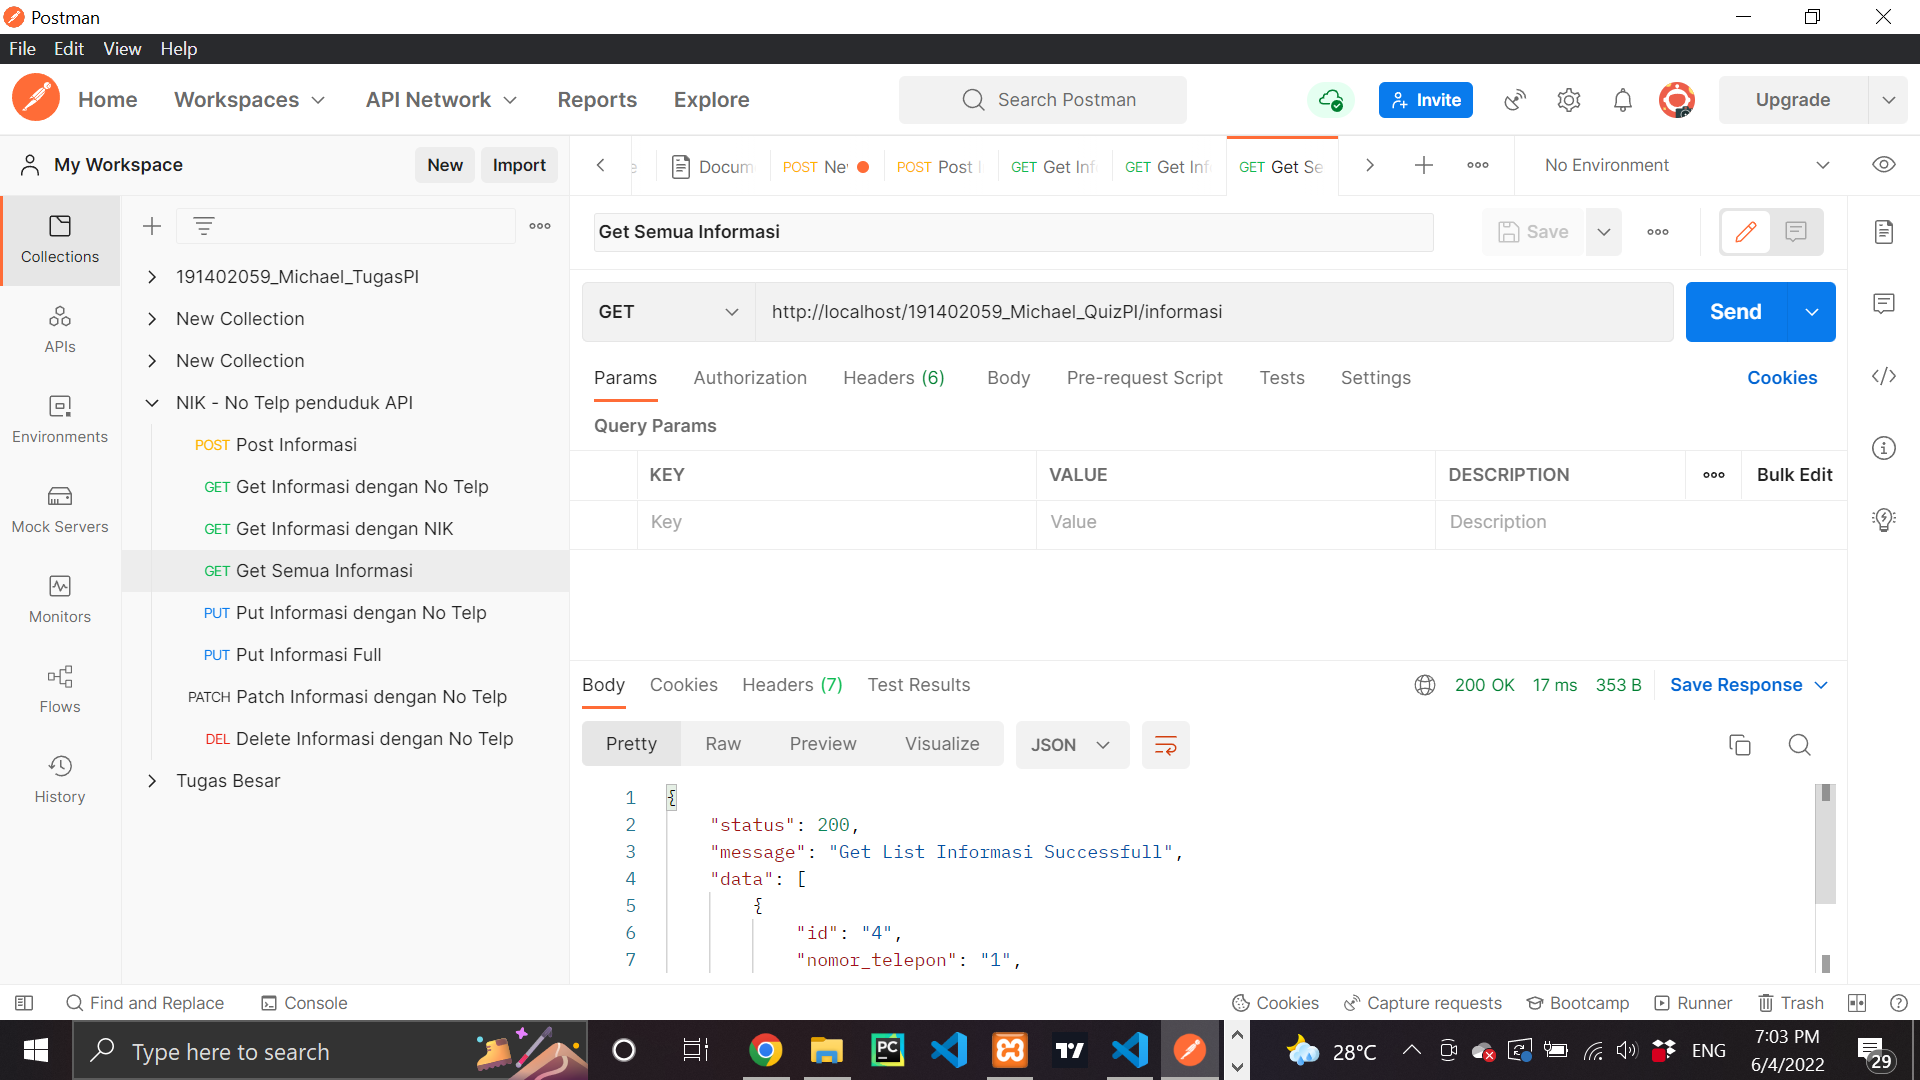 Postman
File Edit View Help
Home Workspaces API Network Reports Explore Search Postman Invite Upgrade
My Workspace New Import Docum POST Ne POST Post GET Get Inf GET Get Inf GET Get Se No Environment
Collections
APIs
Environments
Mock Servers
Monitors
Flows
History
191402059_Michael_TugasPI
New Collection
New Collection
NIK - No Telp penduduk API
POST Post Informasi
GET Get Informasi dengan No Telp
GET Get Informasi dengan NIK
GET Get Semua Informasi
PUT Put Informasi dengan No Telp
PUT Put Informasi Full
PATCH Patch Informasi dengan No Telp
DEL Delete Informasi dengan No Telp
Tugas Besar
Get Semua Informasi Save
GET http://localhost/191402059_Michael_QuizPI/informasi Send
Params Authorization Headers (6) Body Pre-request Script Tests Settings Cookies
Query Params
KEY VALUE DESCRIPTION Bulk Edit
Key Value Description
Body Cookies Headers (7) Test Results 200 OK 17 ms 353 B Save Response
Pretty Raw Preview Visualize JSON
1 {
2 "status": 200,
3 "message": "Get List Informasi Successfull",
4 "data": [
5 {
6 "id": "4",
7 "nomor_telepon": "1",
Find and Replace Console Cookies Capture requests Bootcamp Runner Trash
Type here to search PC 28°C ENG 7:03 PM
6/4/2022 29